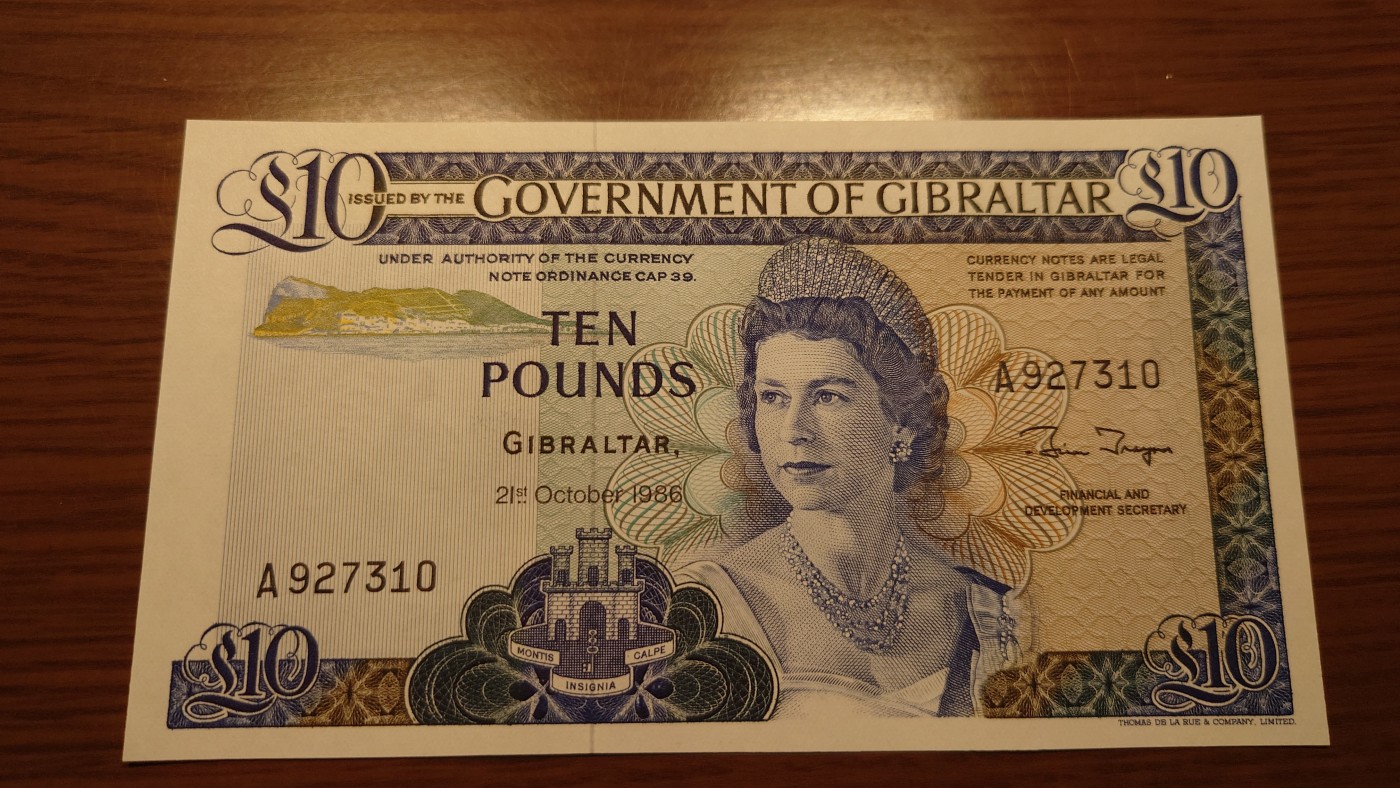 £10 ISSUED BY THE GOVERNMENT OF GIBRALTAR £10
UNDER AUTHORITY OF THE CURRENCY
NOTE ORDINANCE CAP 39.
CURRENCY NOTES ARE LEGAL
TENDER IN GIBRALTAR FOR
THE PAYMENT OF ANY AMOUNT
TEN
POUNDS
A927310
GIBRALTAR,
21st October 1986
FINANCIAL AND
DEVELOPMENT SECRETARY
A927310
MONTIS CALPE
INSIGNIA
£10 £10
THOMAS DE LA RUE & COMPANY, LIMITED.